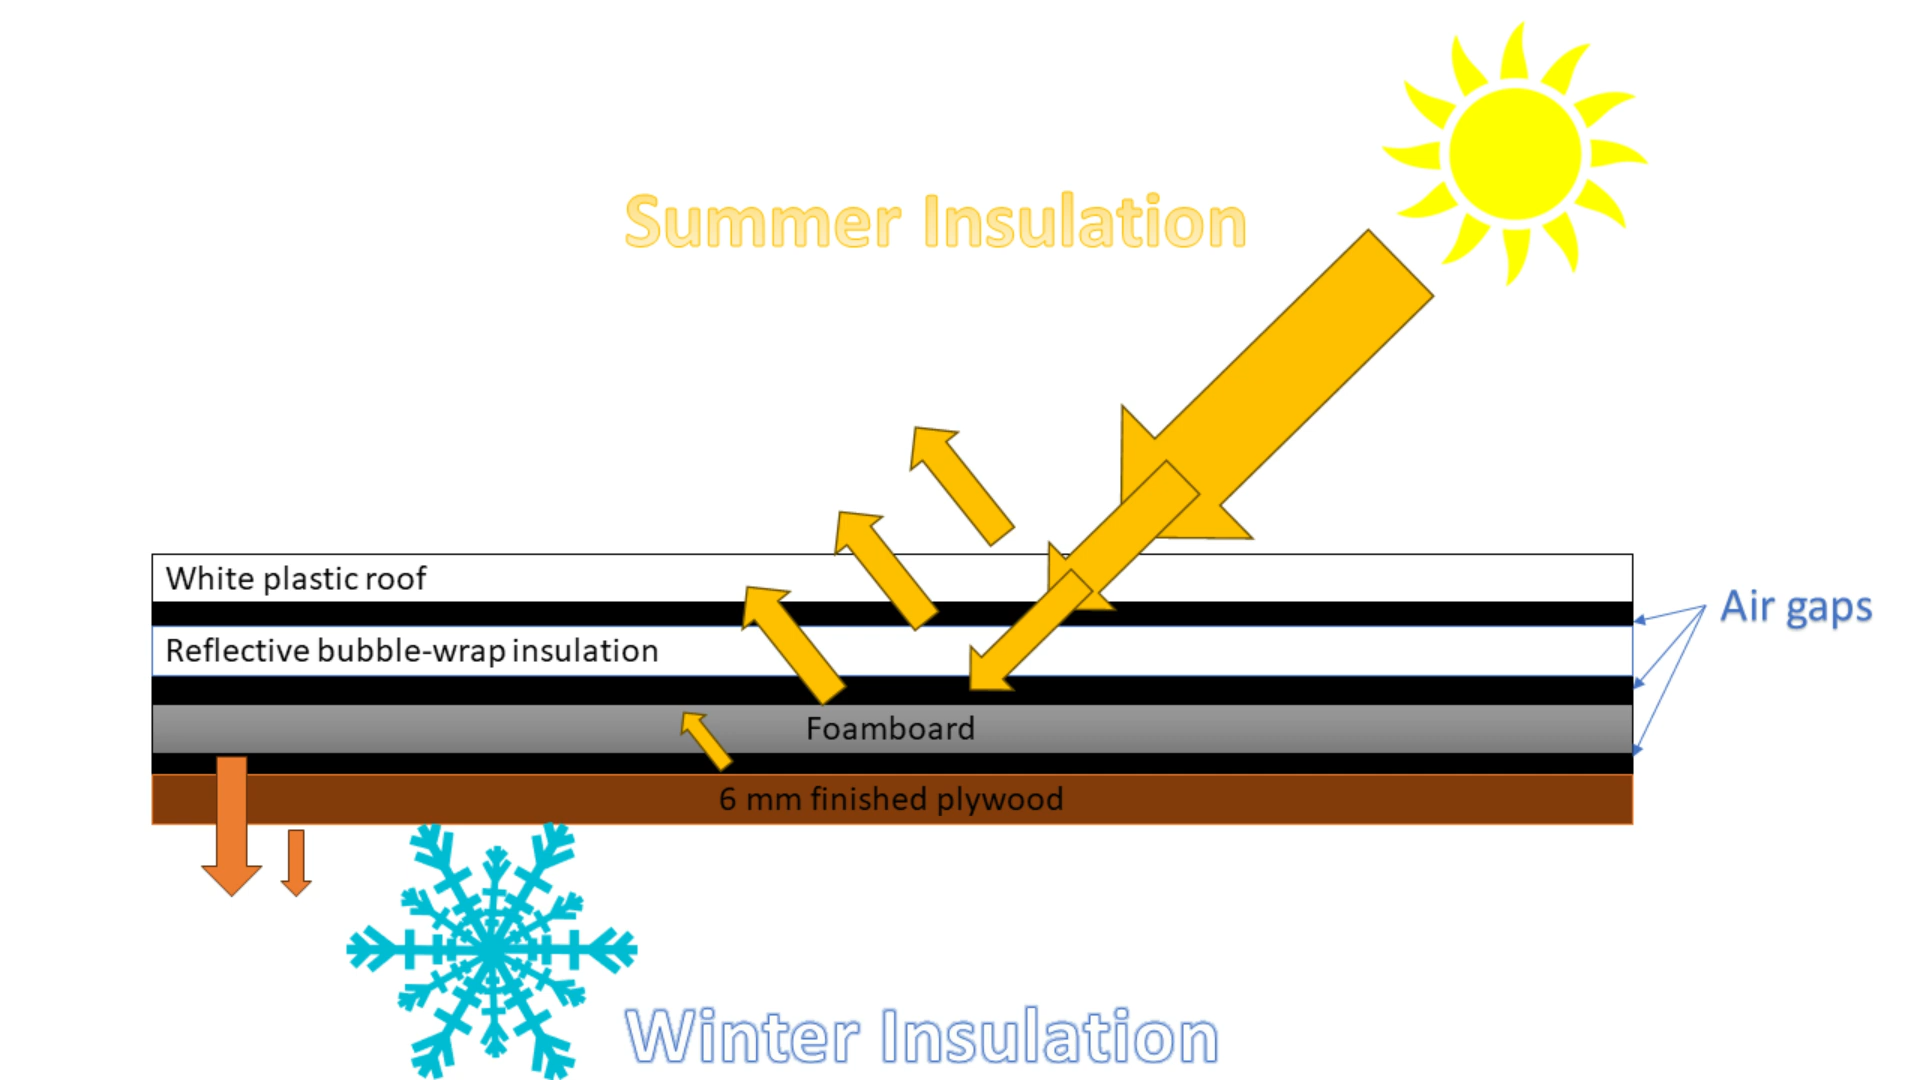 Summer Insulation
White plastic roof
Air gaps
Reflective bubble-wrap insulation
Foamboard
6 mm finished plywood
Winter Insulation